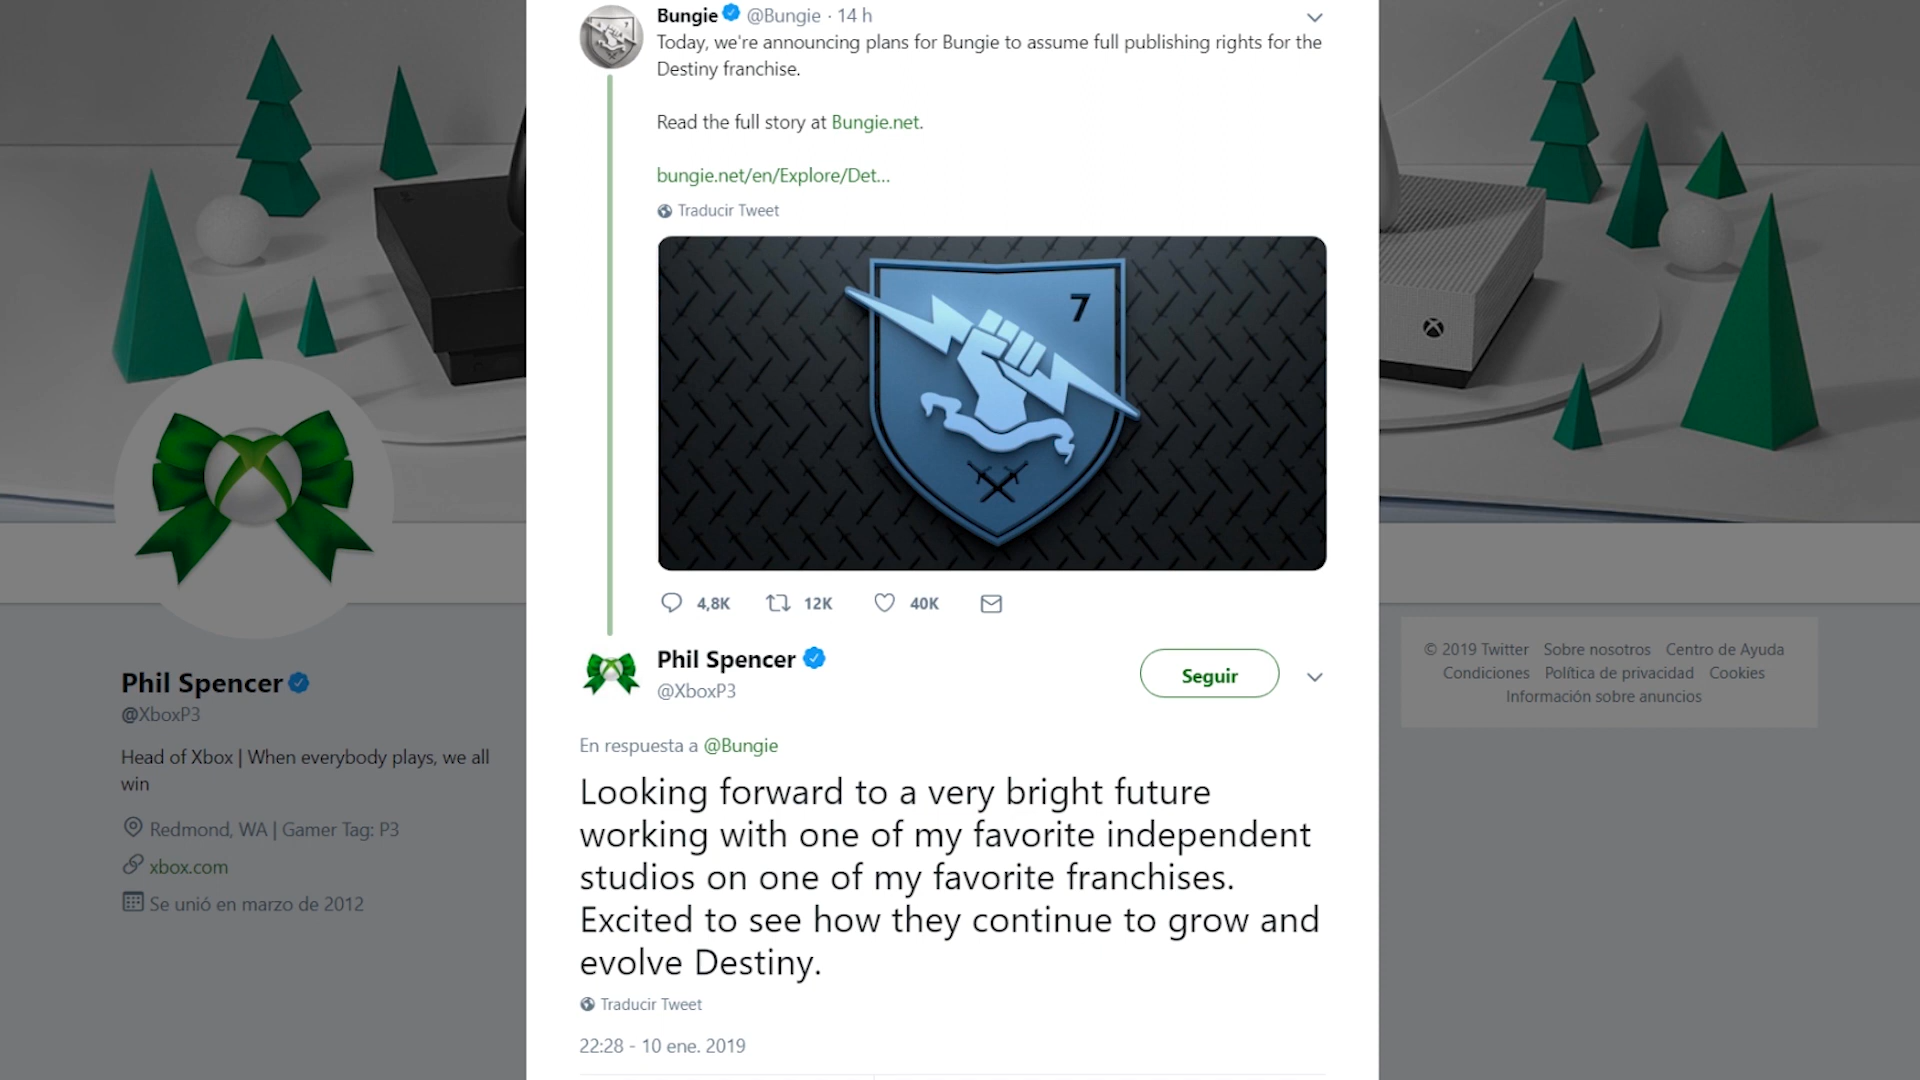 Bungie @Bungie · 14 h
Today, we're announcing plans for Bungie to assume full publishing rights for the
Destiny franchise.
Read the full story at Bungie.net.
bungie.net/en/Explore/Det...
Traducir Tweet
7
4,8K 12K 40K
Phil Spencer
@XboxP3
Seguir
En respuesta a @Bungie
Looking forward to a very bright future
working with one of my favorite independent
studios on one of my favorite franchises.
Excited to see how they continue to grow and
evolve Destiny.
Traducir Tweet
22:28 - 10 ene. 2019
Phil Spencer
@XboxP3
Head of Xbox | When everybody plays, we all
win
Redmond, WA | Gamer Tag: P3
xbox.com
Se unió en marzo de 2012
© 2019 Twitter Sobre nosotros Centro de Ayuda
Condiciones Política de privacidad Cookies
Información sobre anuncios